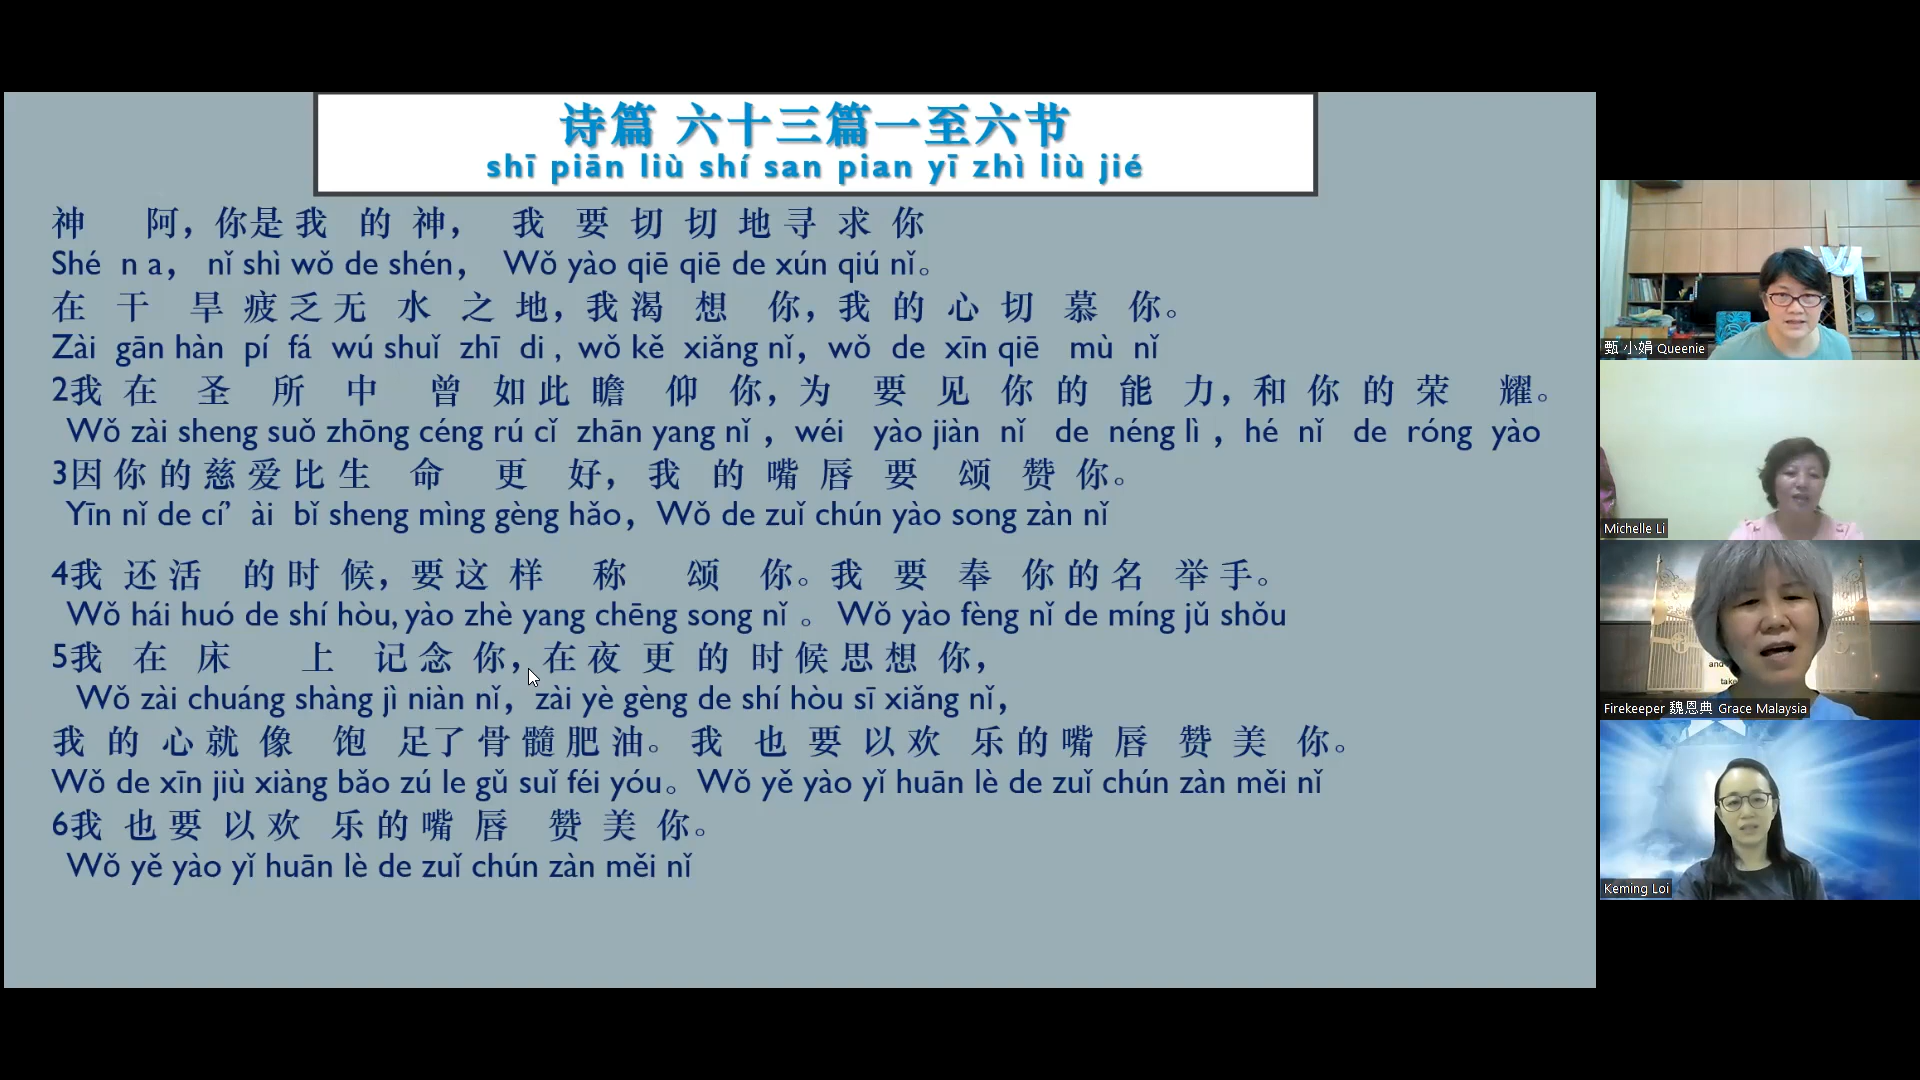 诗篇 六十三篇一至六节
shī piān liù shí san pian yī zhì liù jié
神 阿，你是我 的 神， 我 要 切 切 地 寻 求 你
Shé n a， nǐ shì wǒ de shén， Wǒ yào qiē qiē de xún qiú nǐ。
在 干 旱 疲 乏 无 水 之 地，我 渴 想 你，我 的 心 切 慕 你。
Zài gān hàn pí fá wú shuǐ zhī di , wǒ kě xiǎng nǐ，wǒ de xīn qiē mù nǐ
2我 在 圣 所 中 曾 如 此 瞻 仰 你，为 要 见 你 的 能 力，和 你 的 荣 耀。
Wǒ zài sheng suǒ zhōng céng rú cǐ zhān yang nǐ ，wéi yào jiàn nǐ de néng lì ，hé nǐ de róng yào
3因 你 的 慈 爱 比 生 命 更 好， 我 的 嘴 唇 要 颂 赞 你。
Yīn nǐ de cí’ ài bǐ sheng mìng gèng hǎo，Wǒ de zuǐ chún yào song zàn nǐ
4我 还 活 的 时 候，要 这 样 称 颂 你。我 要 奉 你 的 名 举 手。
Wǒ hái huó de shí hòu, yào zhè yang chēng song nǐ 。 Wǒ yào fèng nǐ de míng jǔ shǒu
5我 在 床 上 记 念 你，在 夜 更 的 时 候 思 想 你，
Wǒ zài chuáng shàng jì niàn nǐ，zài yè gèng de shí hòu sī xiǎng nǐ，
我 的 心 就 像 饱 足 了 骨 髓 肥 油。 我 也 要 以 欢 乐 的 嘴 唇 赞 美 你。
Wǒ de xīn jiù xiàng bǎo zú le gǔ suǐ féi yóu。Wǒ yě yào yǐ huān lè de zuǐ chún zàn měi nǐ
6我 也 要 以 欢 乐 的 嘴 唇 赞 美 你。
Wǒ yě yào yǐ huān lè de zuǐ chún zàn měi nǐ
甄 小娟 Queenie
Michelle Li
and
take
Firekeeper 魏恩典 Grace Malaysia
Keming Loi